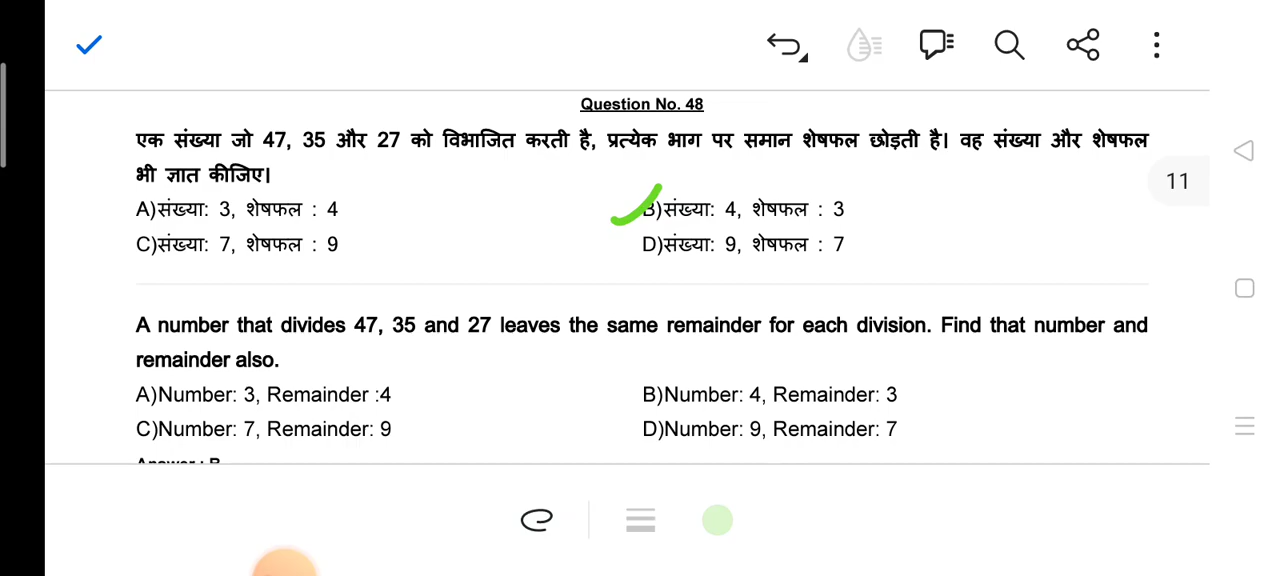 Question No. 48
एक संख्या जो 47, 35 और 27 को विभाजित करती है, प्रत्येक भाग पर समान शेषफल छोड़ती है। वह संख्या और शेषफल
भी ज्ञात कीजिए।
11
A)संख्या: 3, शेषफल : 4
B)संख्या: 4, शेषफल : 3
C)संख्या: 7, शेषफल : 9
D)संख्या: 9, शेषफल : 7
A number that divides 47, 35 and 27 leaves the same remainder for each division. Find that number and
remainder also.
A)Number: 3, Remainder :4
B)Number: 4, Remainder: 3
C)Number: 7, Remainder: 9
D)Number: 9, Remainder: 7
Answer : B